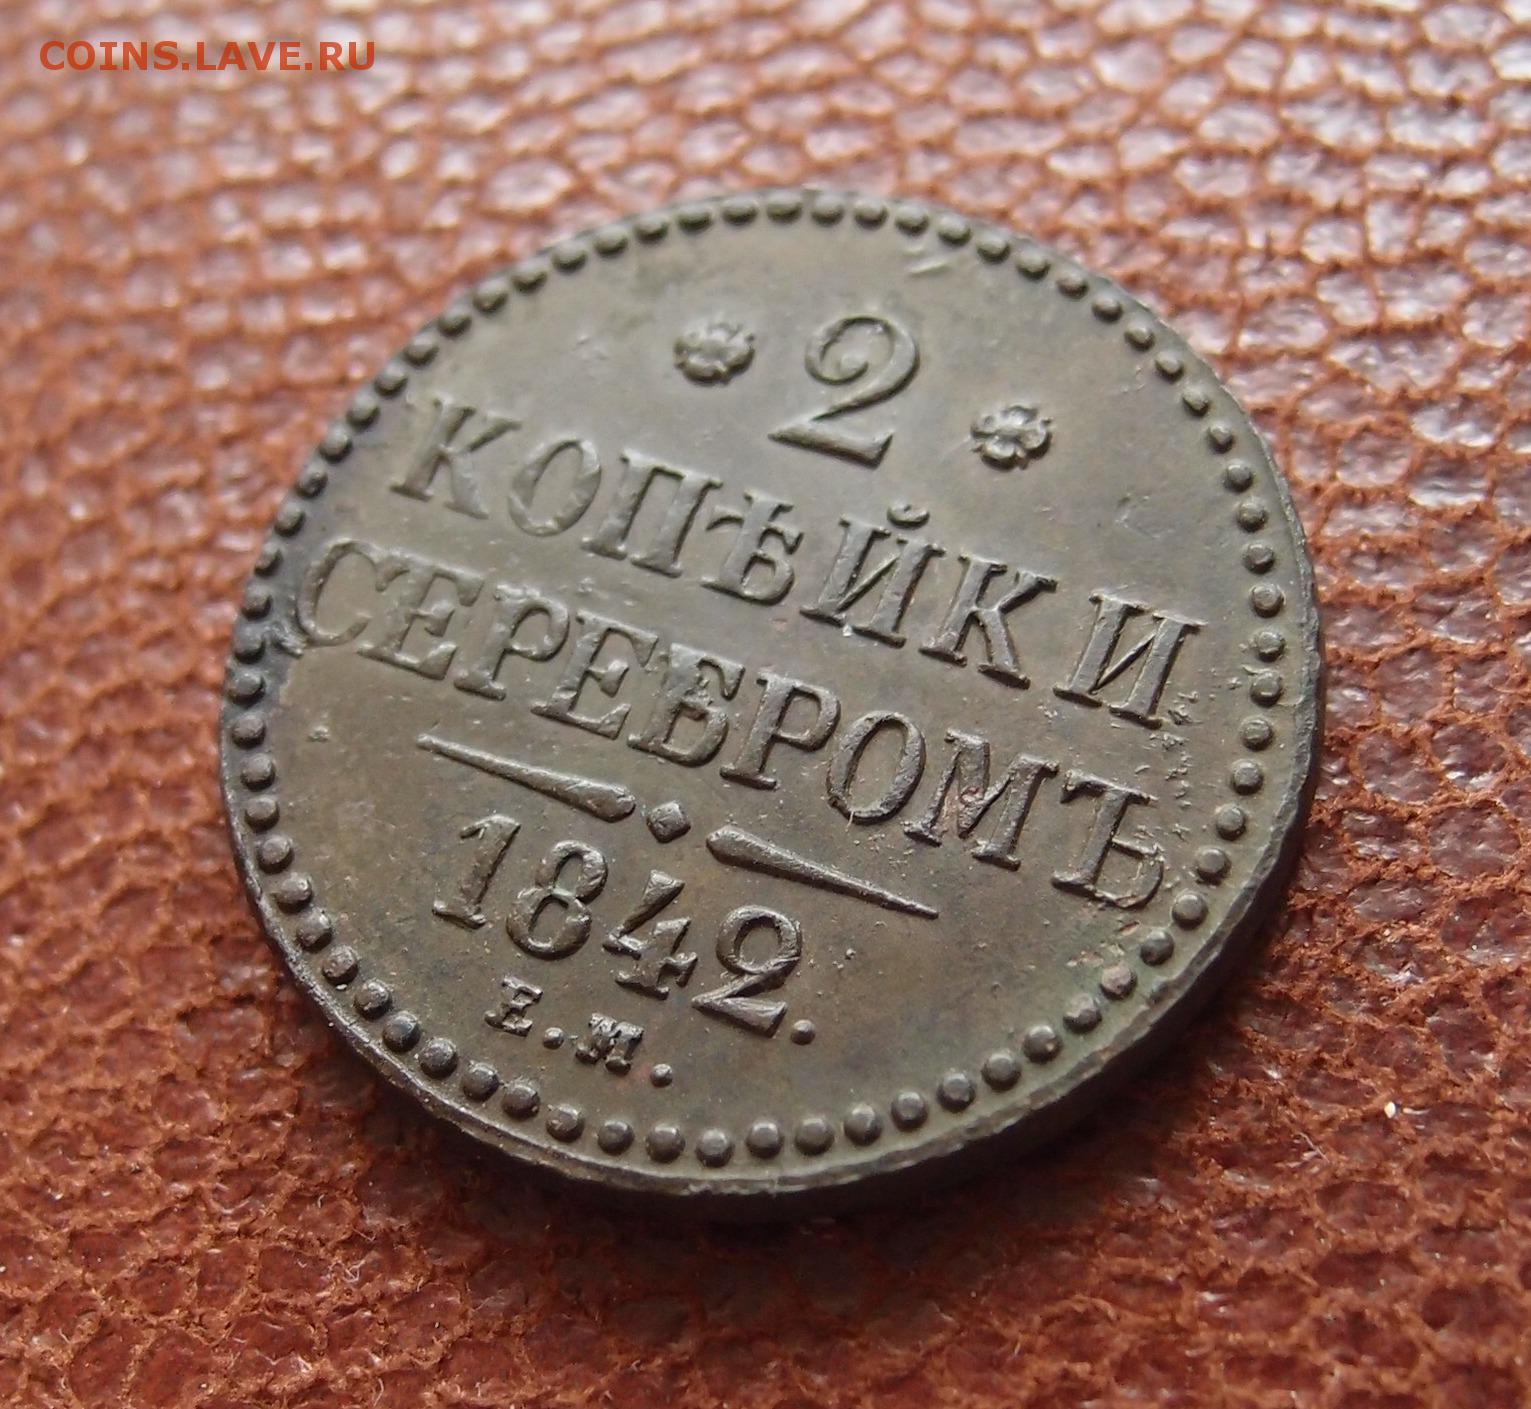 COINS.LAVE.RU
2
КОПѢЙКИ
СЕРЕБРОМЪ
1842.
Е.М.